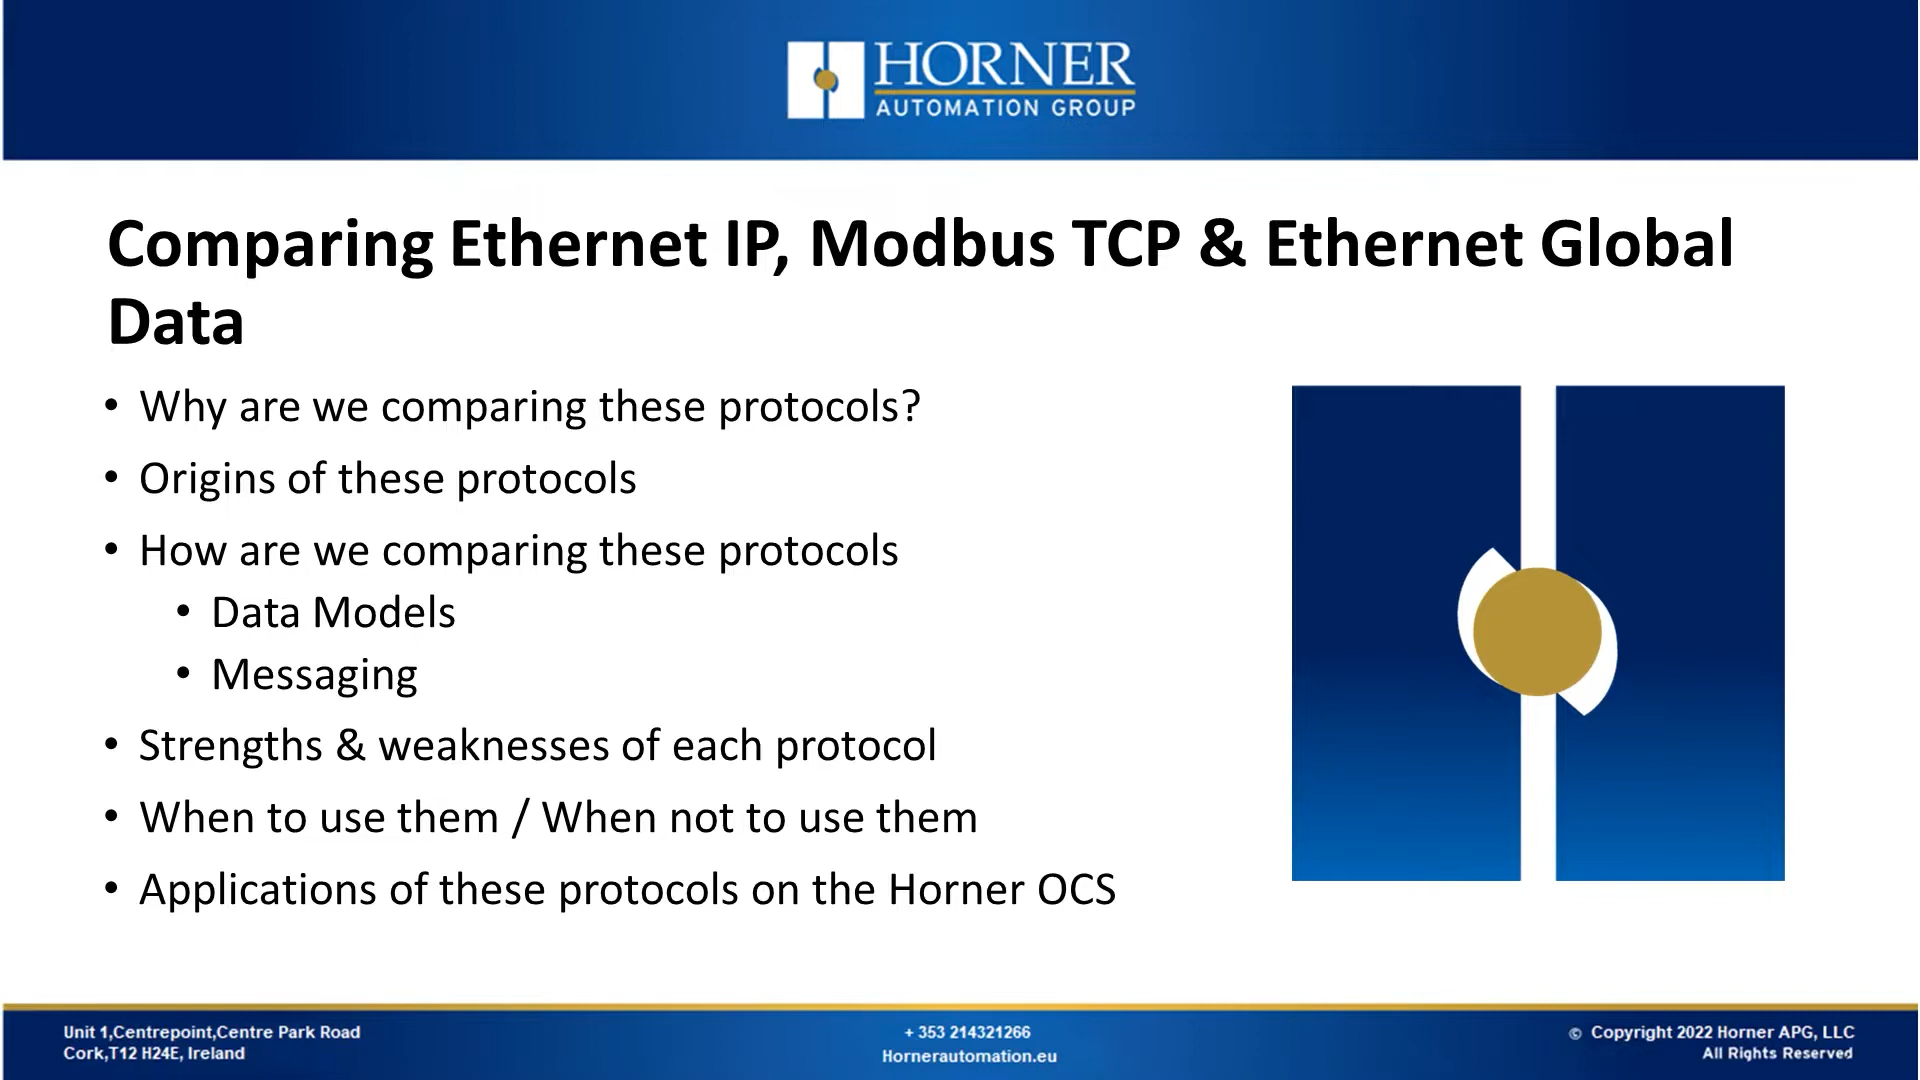 HORNER
AUTOMATION GROUP
Comparing Ethernet IP, Modbus TCP & Ethernet Global
Data
• Why are we comparing these protocols?
• Origins of these protocols
• How are we comparing these protocols
• Data Models
• Messaging
• Strengths & weaknesses of each protocol
• When to use them / When not to use them
• Applications of these protocols on the Horner OCS
Unit 1,Centrepoint,Centre Park Road
Cork,T12 H24E, Ireland
+ 353 214321266
Hornerautomation.eu
© Copyright 2022 Horner APG, LLC
All Rights Reserved